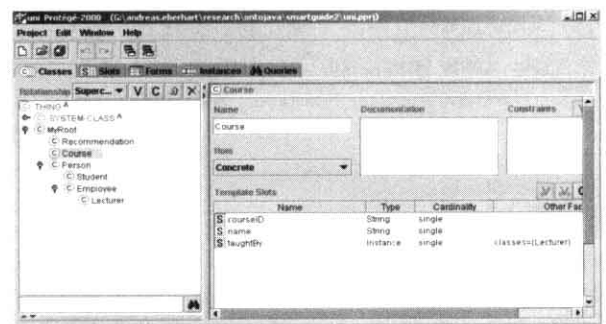 uni Protégé-2000 (G:\andreas.eberhart\research\ontojava\smartguide2\uni.pprj)
Project Edit Window Help
C Classes S Slots Forms Instances Queries
Relationship Superc... V C X
C Course
C THING A
C SYSTEM-CLASS A
C MyRoot
C Recommendation
C Course
C Person
C Student
C Employee
C Lecturer
Name Documentation Constraints
Course
Role
Concrete
Template Slots
Name Type Cardinality Other Fac
S courseID String single
S name String single
S taughtBy Instance single classes={Lecturer}